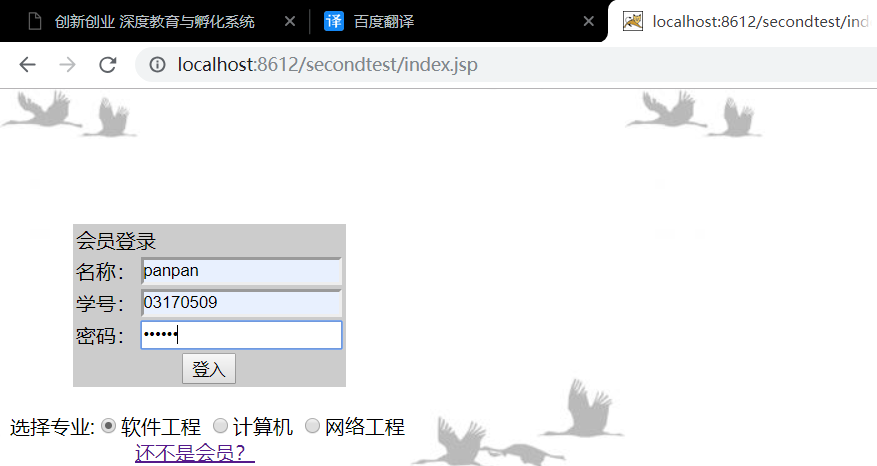 创新创业 深度教育与孵化系统
译 百度翻译
localhost:8612/secondtest/ind
localhost:8612/secondtest/index.jsp
会员登录
名称： panpan
学号： 03170509
密码： ••••••
登入
选择专业: 软件工程 计算机 网络工程
还不是会员？